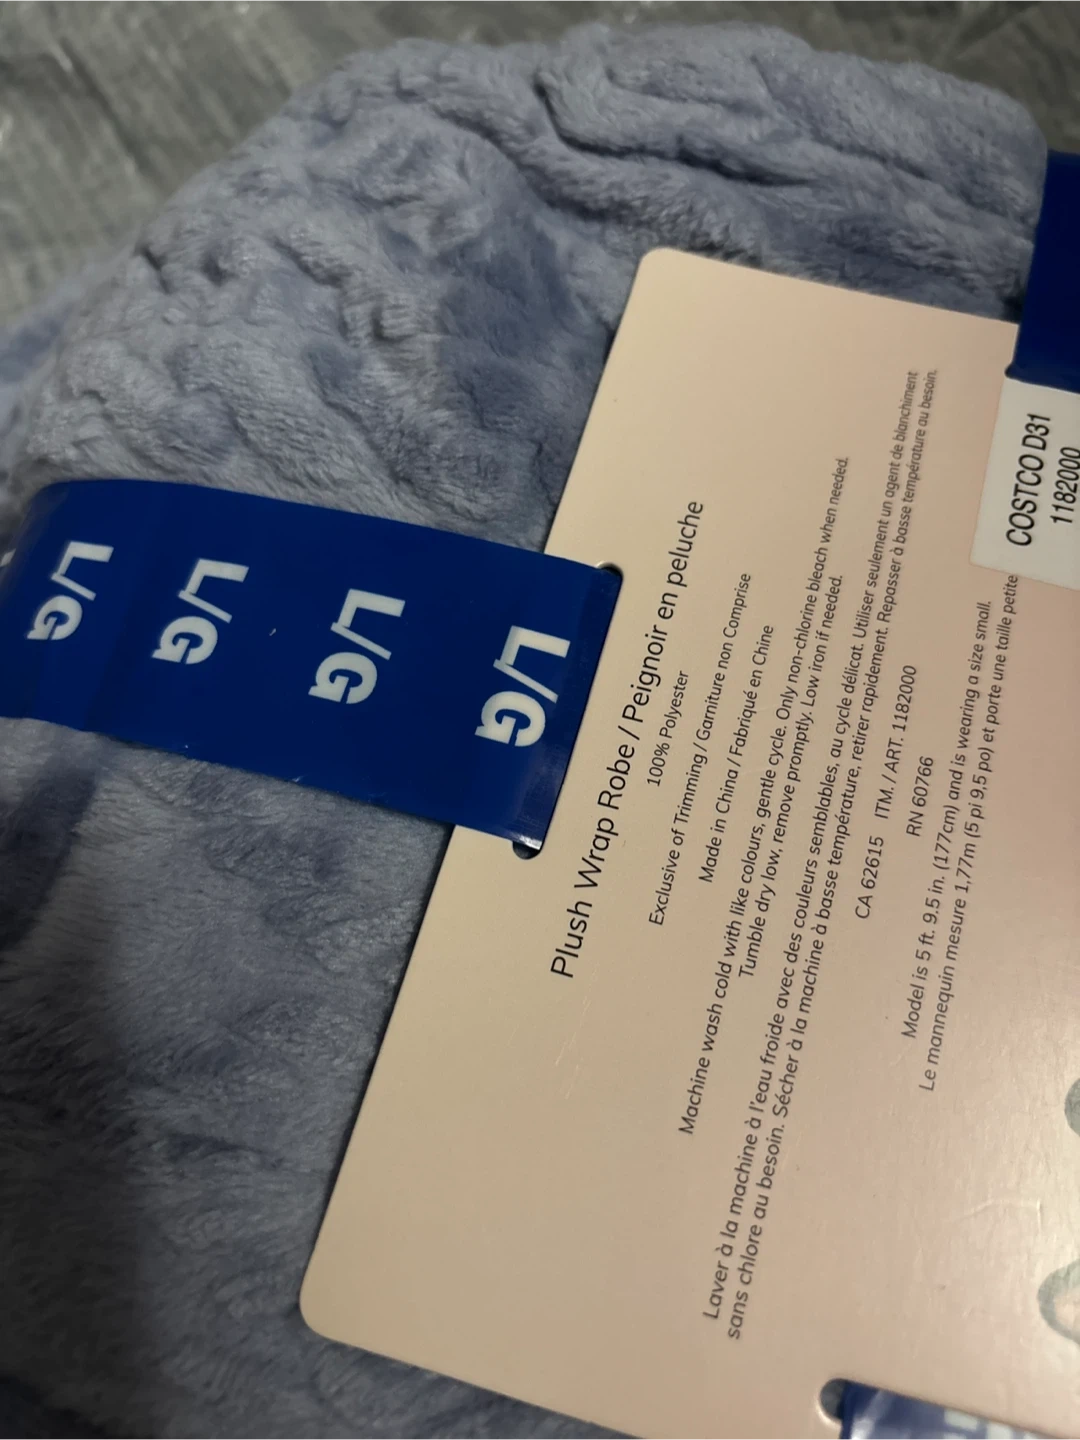 L/G
L/G
L/G
L/G
Plush Wrap Robe / Peignoir en peluche
100% Polyester
Exclusive of Trimming / Garniture non Comprise
Made in China / Fabriqué en Chine
Machine wash cold with like colours, gentle cycle. Only non-chlorine bleach when needed.
Tumble dry low, remove promptly. Low iron if needed.
Laver à la machine à l'eau froide avec des couleurs semblables, au cycle délicat. Utiliser seulement un agent de blanchiment
sans chlore au besoin. Sécher à la machine à basse température, retirer rapidement. Repasser à basse température au besoin.
CA 62615 ITM. / ART. 1182000
RN 60766
Model is 5 ft. 9.5 in. (177cm) and is wearing a size small.
Le mannequin mesure 1,77m (5 pi 9,5 po) et porte une taille petite
COSTCO D31
1182000